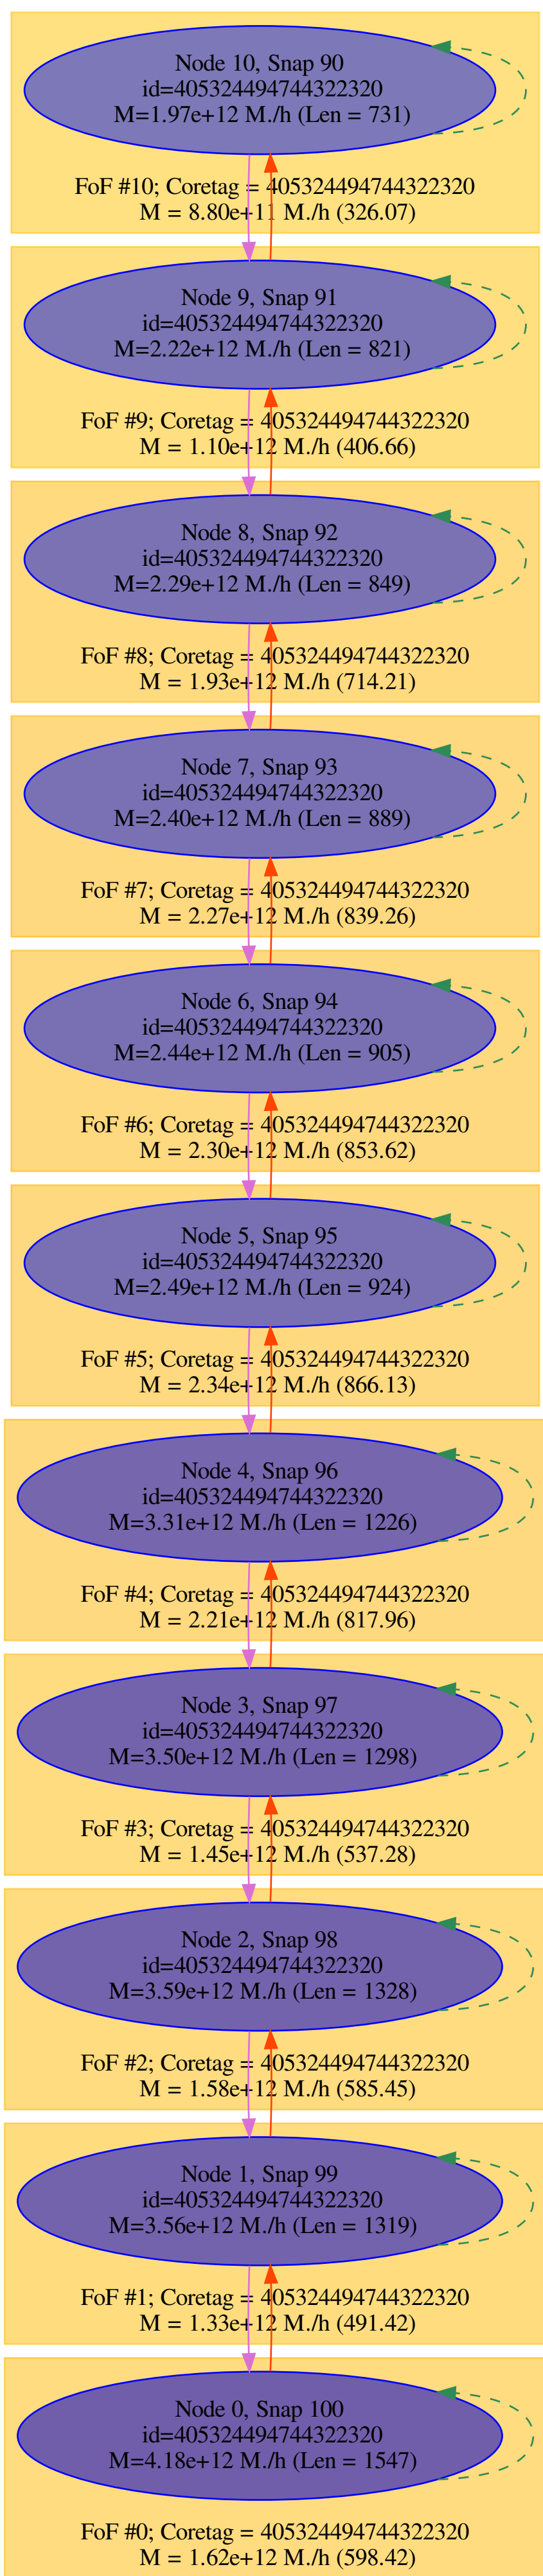 Node 10, Snap 90
id=405324494744322320
M=1.97e+12 M./h (Len = 731)
FoF #10; Coretag = 405324494744322320
M = 8.80e+11 M./h (326.07)
Node 9, Snap 91
id=405324494744322320
M=2.22e+12 M./h (Len = 821)
FoF #9; Coretag = 405324494744322320
M = 1.10e+12 M./h (406.66)
Node 8, Snap 92
id=405324494744322320
M=2.29e+12 M./h (Len = 849)
FoF #8; Coretag = 405324494744322320
M = 1.93e+12 M./h (714.21)
Node 7, Snap 93
id=405324494744322320
M=2.40e+12 M./h (Len = 889)
FoF #7; Coretag = 405324494744322320
M = 2.27e+12 M./h (839.26)
Node 6, Snap 94
id=405324494744322320
M=2.44e+12 M./h (Len = 905)
FoF #6; Coretag = 405324494744322320
M = 2.30e+12 M./h (853.62)
Node 5, Snap 95
id=405324494744322320
M=2.49e+12 M./h (Len = 924)
FoF #5; Coretag = 405324494744322320
M = 2.34e+12 M./h (866.13)
Node 4, Snap 96
id=405324494744322320
M=3.31e+12 M./h (Len = 1226)
FoF #4; Coretag = 405324494744322320
M = 2.21e+12 M./h (817.96)
Node 3, Snap 97
id=405324494744322320
M=3.50e+12 M./h (Len = 1298)
FoF #3; Coretag = 405324494744322320
M = 1.45e+12 M./h (537.28)
Node 2, Snap 98
id=405324494744322320
M=3.59e+12 M./h (Len = 1328)
FoF #2; Coretag = 405324494744322320
M = 1.58e+12 M./h (585.45)
Node 1, Snap 99
id=405324494744322320
M=3.56e+12 M./h (Len = 1319)
FoF #1; Coretag = 405324494744322320
M = 1.33e+12 M./h (491.42)
Node 0, Snap 100
id=405324494744322320
M=4.18e+12 M./h (Len = 1547)
FoF #0; Coretag = 405324494744322320
M = 1.62e+12 M./h (598.42)